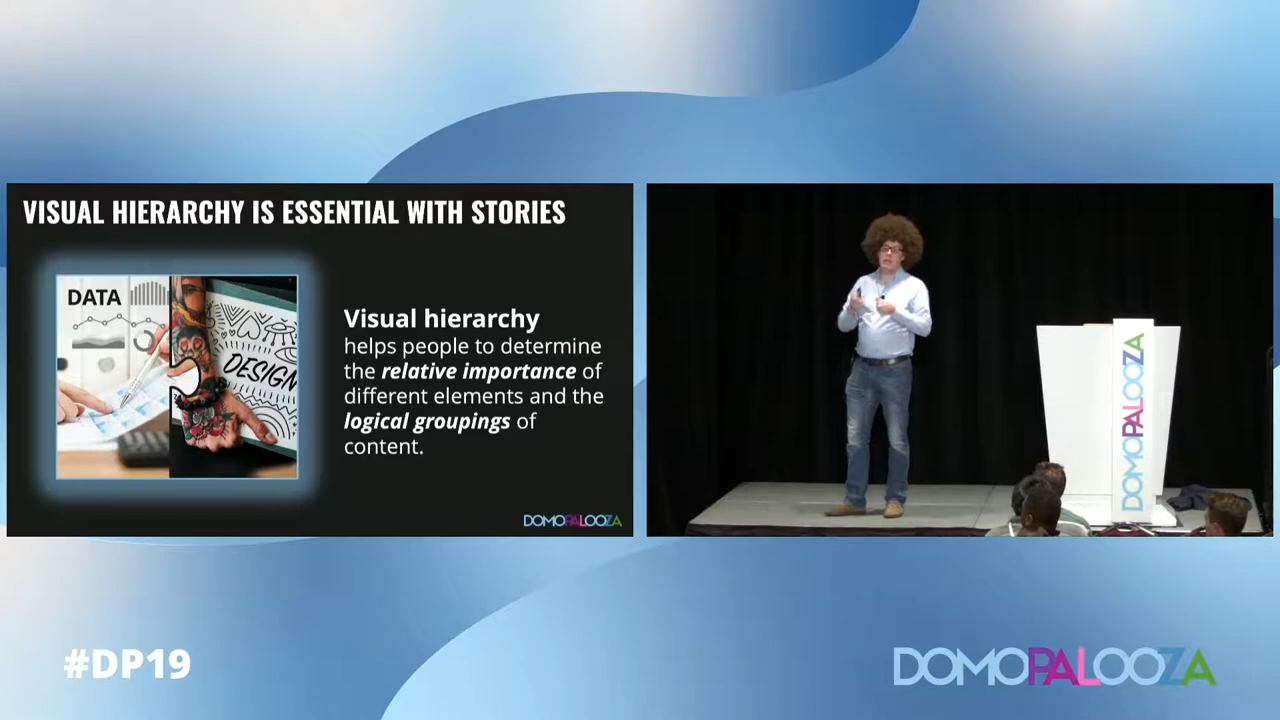 VISUAL HIERARCHY IS ESSENTIAL WITH STORIES
DATA
DESIGN
Visual hierarchy
helps people to determine
the relative importance of
different elements and the
logical groupings of
content.
DOMOPALOOZA
DOMOPALOOZA
#DP19
DOMOPALOOZA